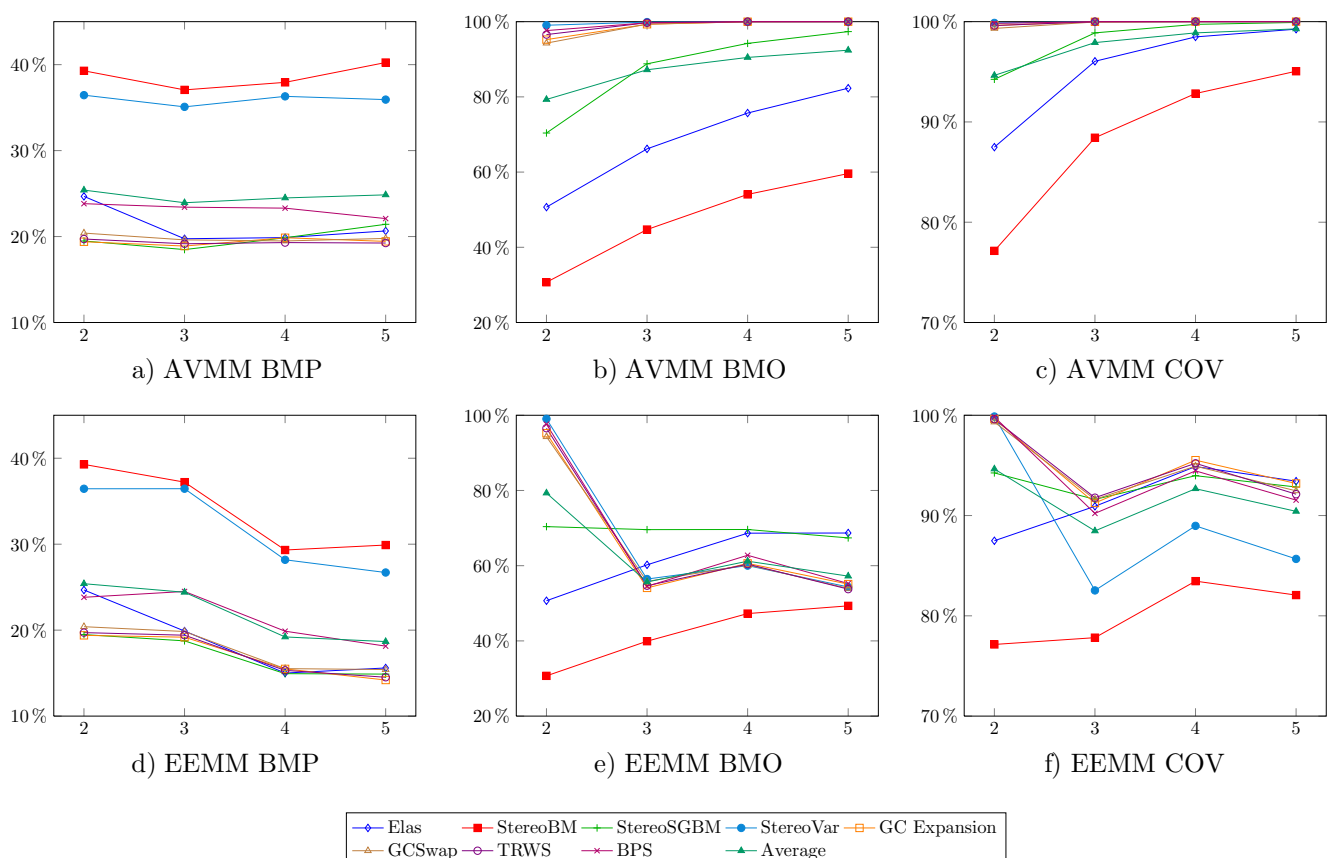 40 %
30 %
20 %
10 %
2 3 4 5
a) AVMM BMP
100 %
80 %
60 %
40 %
20 %
2 3 4 5
b) AVMM BMO
100 %
90 %
80 %
70 %
2 3 4 5
c) AVMM COV
40 %
30 %
20 %
10 %
2 3 4 5
d) EEMM BMP
100 %
80 %
60 %
40 %
20 %
2 3 4 5
e) EEMM BMO
100 %
90 %
80 %
70 %
2 3 4 5
f) EEMM COV
Elas StereoBM StereoSGBM StereoVar GC Expansion
GCSwap TRWS BPS Average